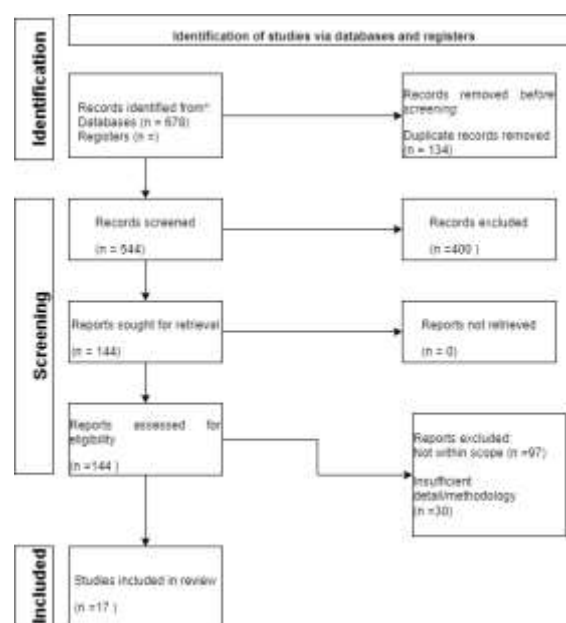 Identification of studies via databases and registers
Identification
Records identified from*
Databases (n = 678)
Registers (n =)
Records removed before
screening:
Duplicate records removed
(n = 134)
Screening
Records screened
(n = 544)
Records excluded
(n =400 )
Reports sought for retrieval
(n = 144)
Reports not retrieved
(n = 0)
Reports assessed for
eligibility
(n =144 )
Reports excluded:
Not within scope (n =97)
Insufficient
detail/methodology
(n =30)
Included
Studies included in review
(n =17 )